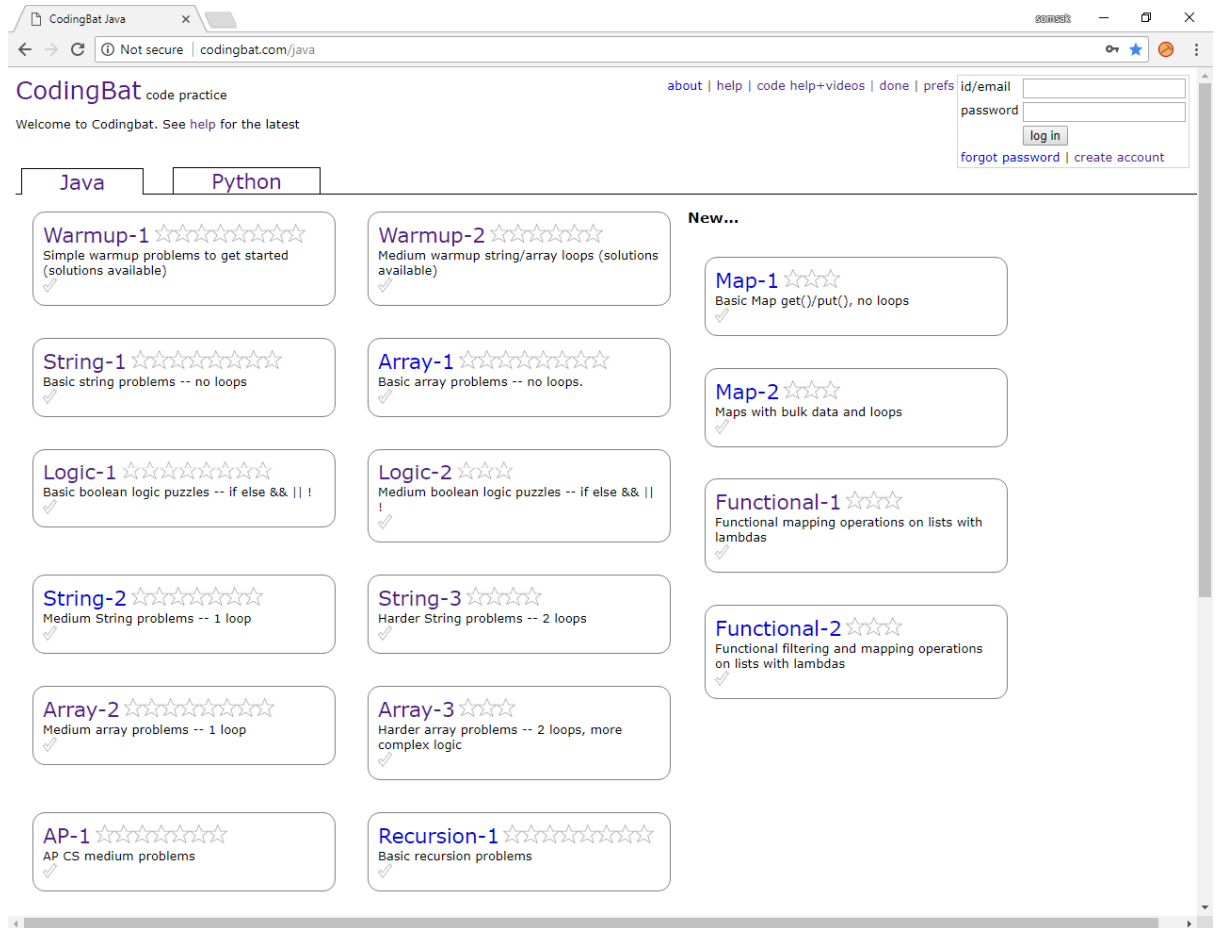 CodingBat Java
somsak
Not secure | codingbat.com/java
CodingBat code practice
about | help | code help+videos | done | prefs
id/email
password
log in
forgot password | create account
Welcome to Codingbat. See help for the latest
Java
Python
Warmup-1
Simple warmup problems to get started
(solutions available)
Warmup-2
Medium warmup string/array loops (solutions
available)
String-1
Basic string problems -- no loops
Array-1
Basic array problems -- no loops.
Logic-1
Basic boolean logic puzzles -- if else && || !
Logic-2
Medium boolean logic puzzles -- if else && ||
!
String-2
Medium String problems -- 1 loop
String-3
Harder String problems -- 2 loops
Array-2
Medium array problems -- 1 loop
Array-3
Harder array problems -- 2 loops, more
complex logic
AP-1
AP CS medium problems
Recursion-1
Basic recursion problems
New...
Map-1
Basic Map get()/put(), no loops
Map-2
Maps with bulk data and loops
Functional-1
Functional mapping operations on lists with
lambdas
Functional-2
Functional filtering and mapping operations
on lists with lambdas